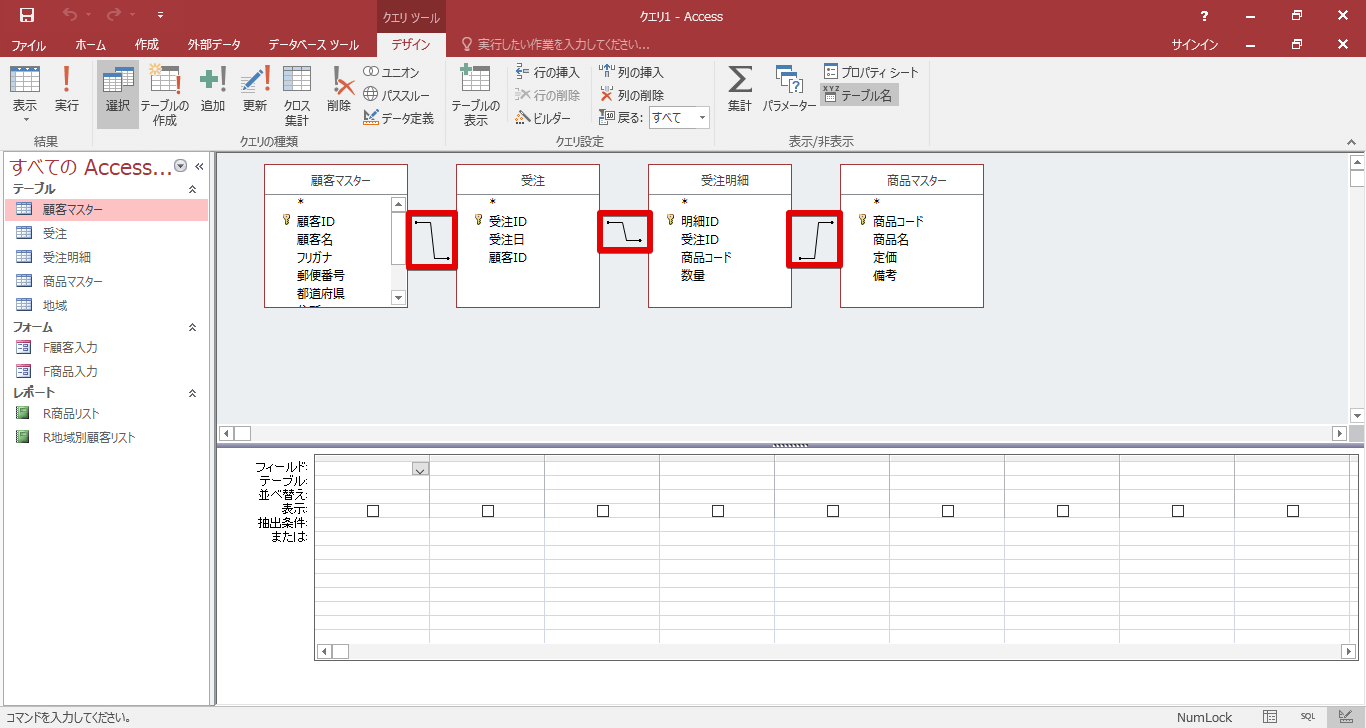 クエリ ツール
クエリ1 - Access
?
ファイル
ホーム
作成
外部データ
データベース ツール
デザイン
実行したい作業を入力してください...
サインイン
表示
実行
選択
テーブルの
作成
追加
更新
クロス
集計
削除
ユニオン
パススルー
データ定義
テーブルの
表示
行の挿入
行の削除
ビルダー
列の挿入
列の削除
戻る: すべて
集計
パラメーター
プロパティ シート
XYZ
テーブル名
結果
クエリの種類
クエリ設定
表示/非表示
すべての Access... «
テーブル
顧客マスター
受注
受注明細
商品マスター
地域
フォーム
F顧客入力
F商品入力
レポート
R商品リスト
R地域別顧客リスト
顧客マスター
*
顧客ID
顧客名
フリガナ
郵便番号
都道府県
受注
*
受注ID
受注日
顧客ID
受注明細
*
明細ID
受注ID
商品コード
数量
商品マスター
*
商品コード
商品名
定価
備考
フィールド:
テーブル:
並べ替え:
表示:
抽出条件:
または:
コマンドを入力してください。
NumLock
SQL